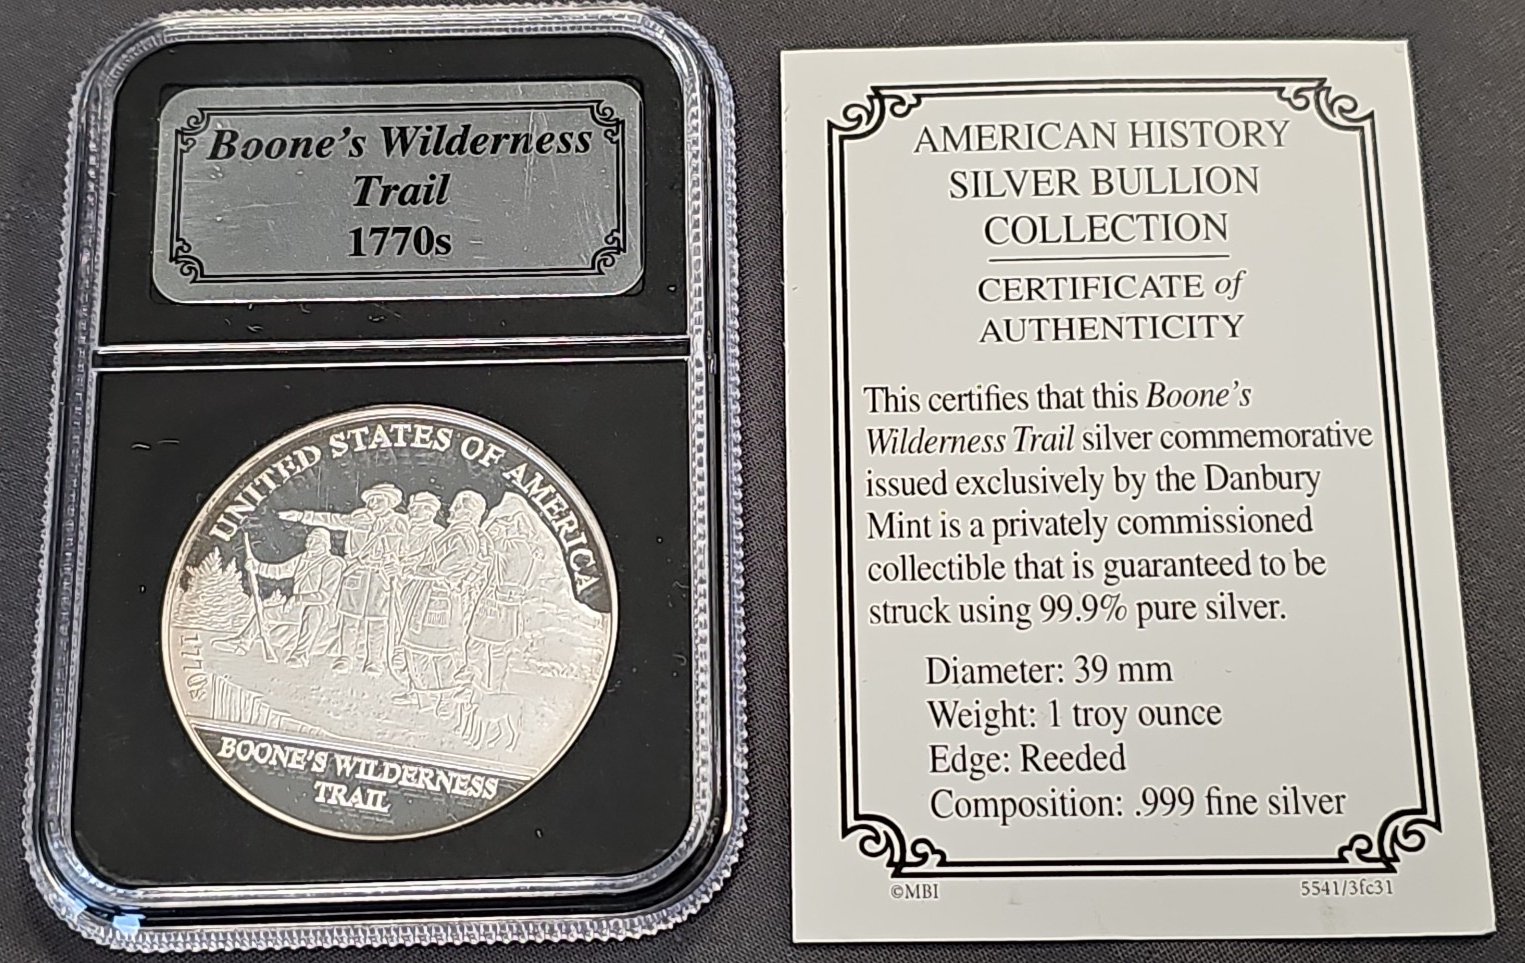 Boone's Wilderness
Trail
1770s
UNITED STATES OF AMERICA
1770s
BOONE'S WILDERNESS
TRAIL
AMERICAN HISTORY
SILVER BULLION
COLLECTION
CERTIFICATE of
AUTHENTICITY
This certifies that this Boone's
Wilderness Trail silver commemorative
issued exclusively by the Danbury
Mint is a privately commissioned
collectible that is guaranteed to be
struck using 99.9% pure silver.
Diameter: 39 mm
Weight: 1 troy ounce
Edge: Reeded
Composition: .999 fine silver
©MBI
5541/3fc31